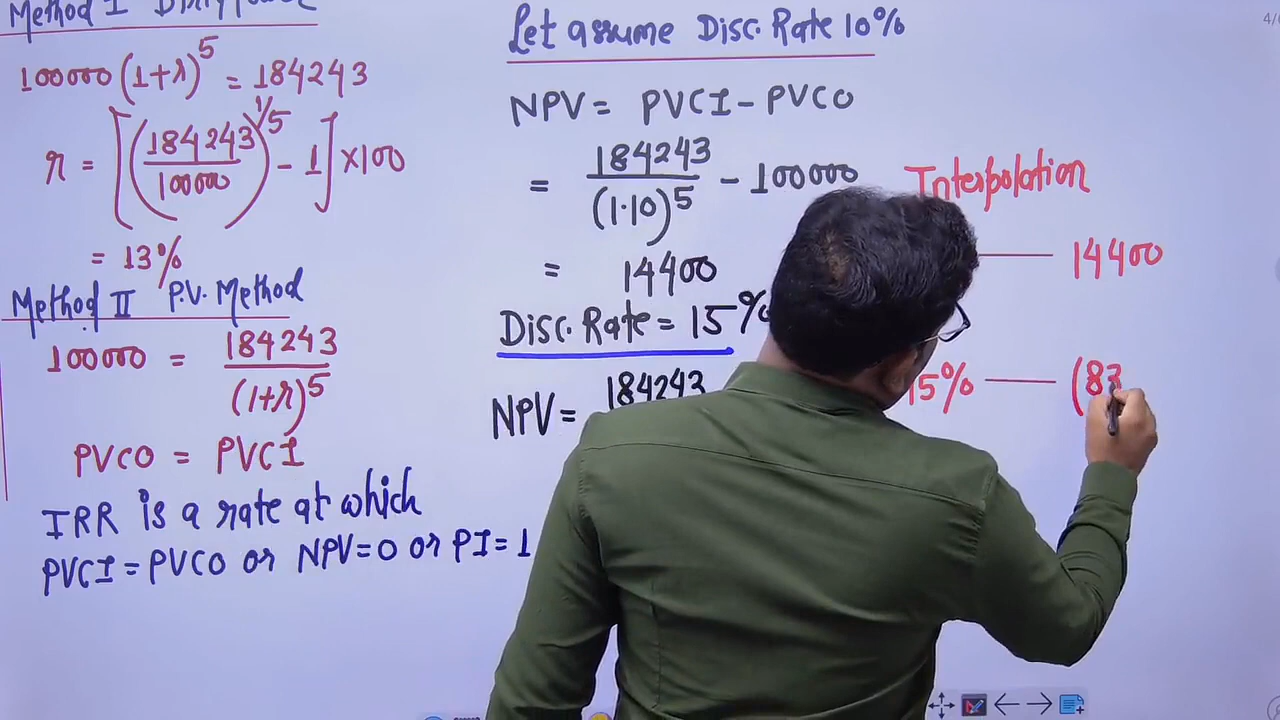 Method I
100000(1+r)^5 = 184243
r = [(184243/100000)^1/5 - 1] × 100
= 13%
Method II P.V. Method
100000 = 184243/(1+r)^5
PVCO = PVCI
IRR is a rate at which
PVCI = PVCO or NPV=0 or PI=1
Let assume Disc. Rate 10%
NPV = PVCI - PVCO
= 184243/(1.10)^5 - 100000
= 14400
Disc. Rate = 15%
NPV = 184243
Interpolation
— 14400
15% — (83